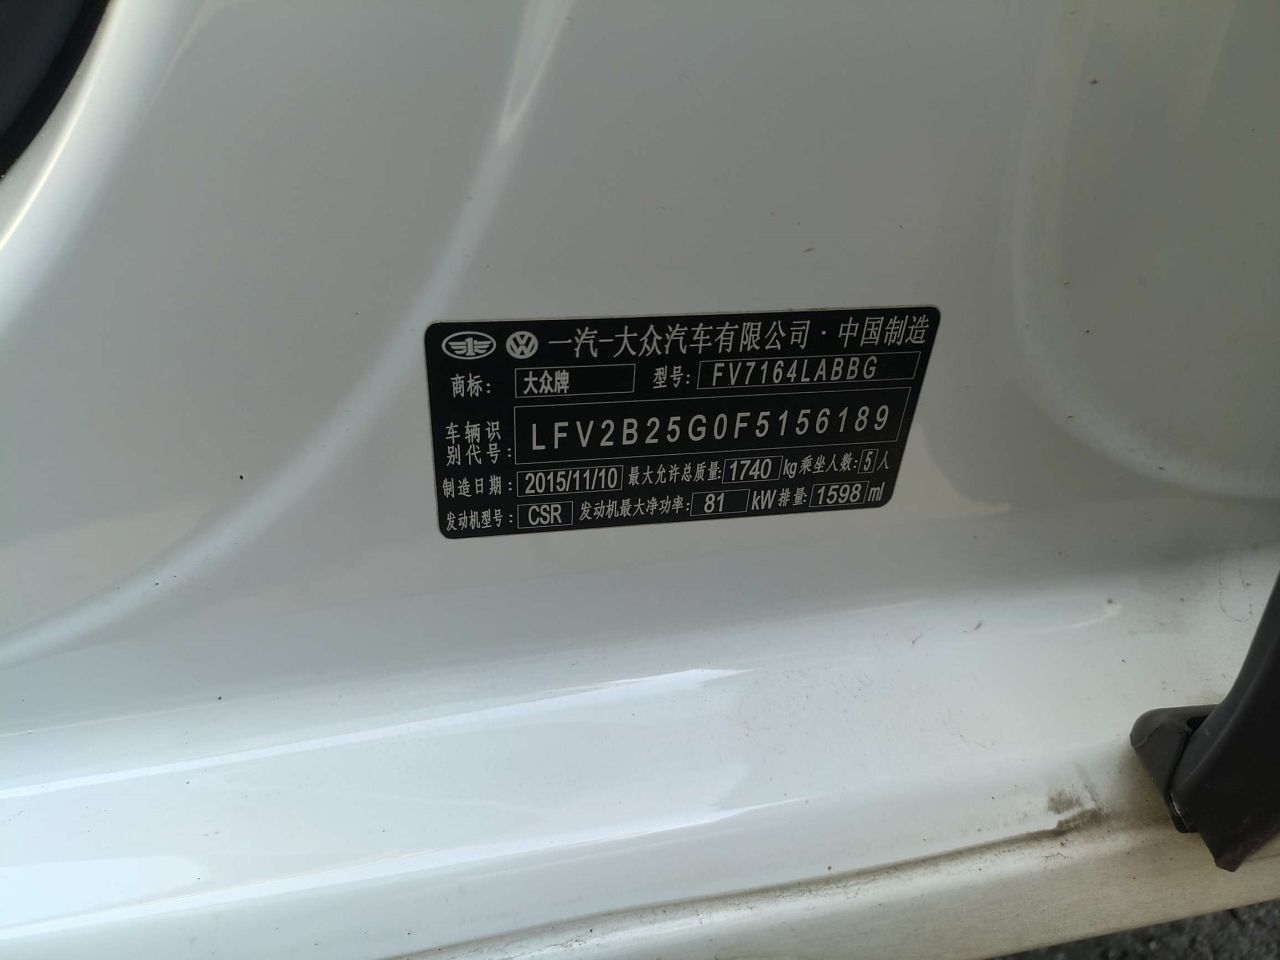 一汽-大众汽车有限公司·中国制造
商标: 大众牌 型号: FV7164LABBG
车辆识别代号: LFV2B25G0F5156189
制造日期: 2015/11/10 最大允许总质量: 1740 kg 乘坐人数: 5 人
发动机型号: CSR 发动机最大净功率: 81 kW 排量: 1598 ml